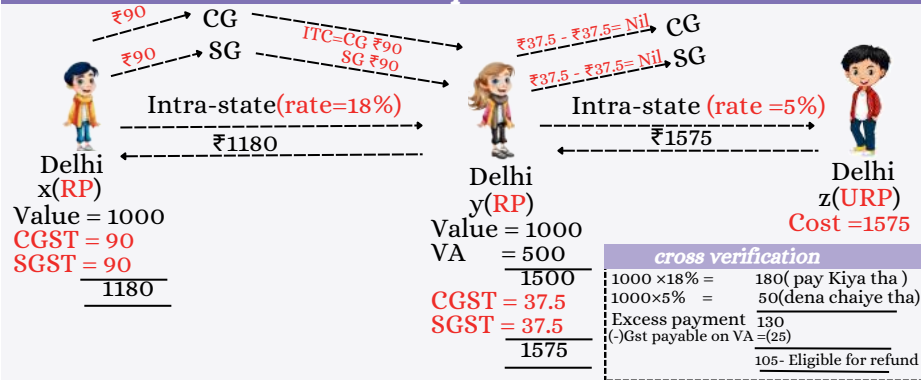 ₹90
CG
₹90
SG
ITC=CG ₹90
SG ₹90
₹37.5 - ₹37.5= Nil
CG
₹37.5 - ₹37.5= Nil
SG
Intra-state(rate=18%)
₹1180
Intra-state (rate =5%)
₹1575
Delhi
x(RP)
Value = 1000
CGST = 90
SGST = 90
1180
Delhi
y(RP)
Value = 1000
VA = 500
1500
CGST = 37.5
SGST = 37.5
1575
Delhi
z(URP)
Cost =1575
cross verification
1000 ×18% = 180( pay Kiya tha )
1000×5% = 50(dena chaiye tha)
Excess payment 130
(-)Gst payable on VA =(25)
105- Eligible for refund